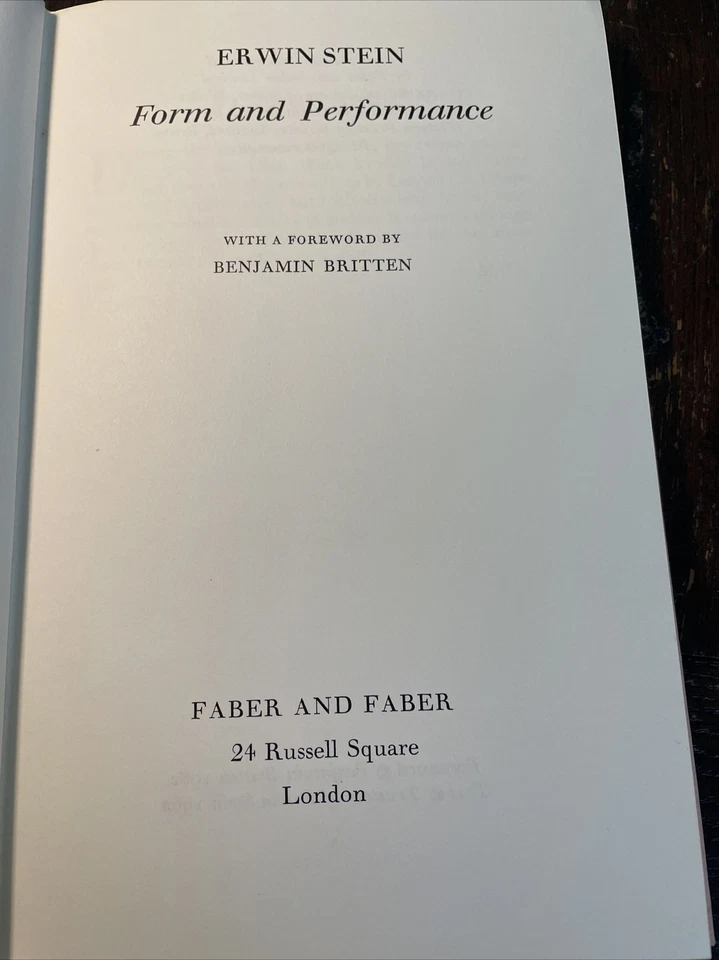 ERWIN STEIN
Form and Performance
WITH A FOREWORD BY
BENJAMIN BRITTEN
FABER AND FABER
24 Russell Square
London